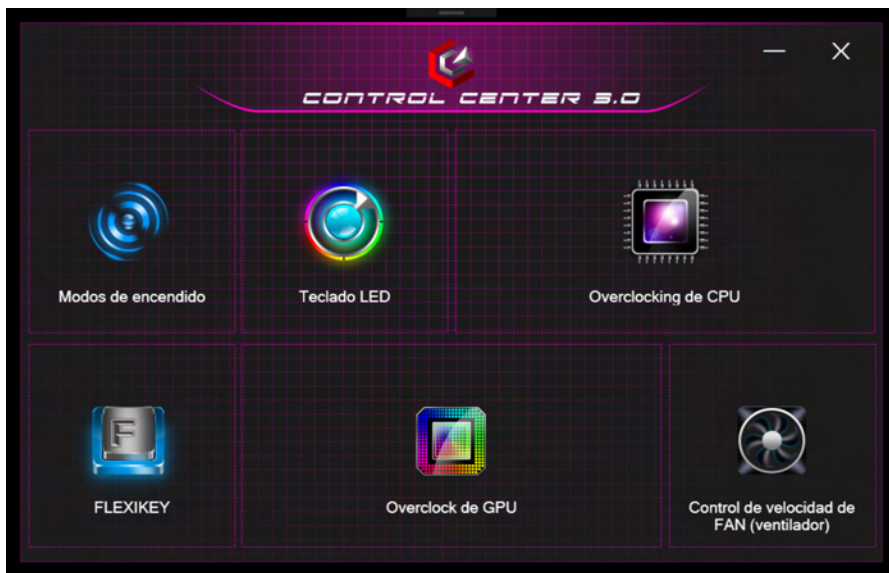 CONTROL CENTER 3.0
Modos de encendido
Teclado LED
Overclocking de CPU
F
FLEXIKEY
Overclock de GPU
Control de velocidad de
FAN (ventilador)